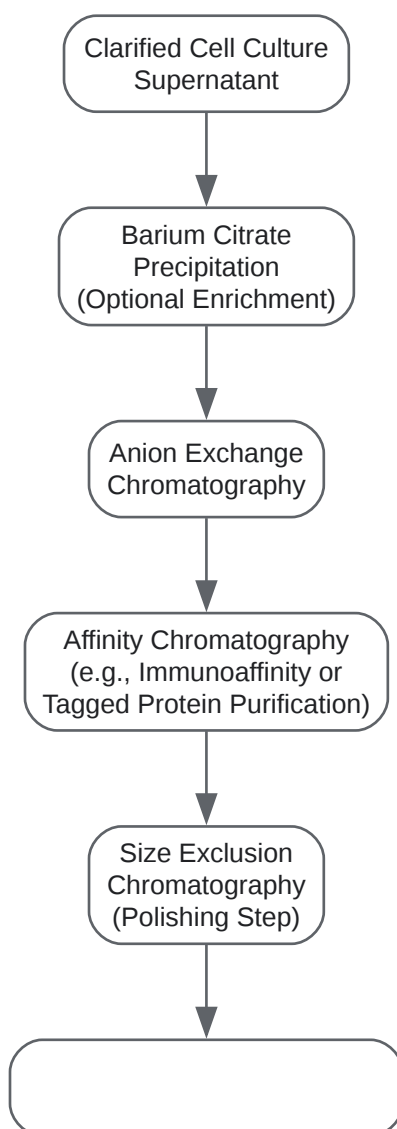 Clarified Cell Culture
Supernatant
Barium Citrate
Precipitation
(Optional Enrichment)
Anion Exchange
Chromatography
Affinity Chromatography
(e.g., Immunoaffinity or
Tagged Protein Purification)
Size Exclusion
Chromatography
(Polishing Step)